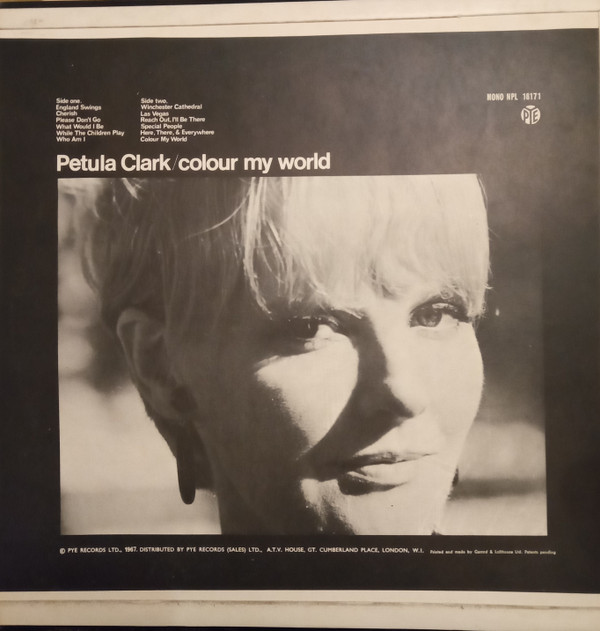 Side one.
England Swings
Cherish
Please Don't Go
What Would I Be
While The Children Play
Who Am I
Side two.
Winchester Cathedral
Las Vegas
Reach Out, I'll Be There
Special People
Here, There, & Everywhere
Colour My World
MONO NPL 18171
PYE
Petula Clark/colour my world
© PYE RECORDS LTD., 1967. DISTRIBUTED BY PYE RECORDS (SALES) LTD., A.T.V. HOUSE, GT. CUMBERLAND PLACE, LONDON, W.1. Printed and made by Garrod & Lofthouse Ltd. Patents pending